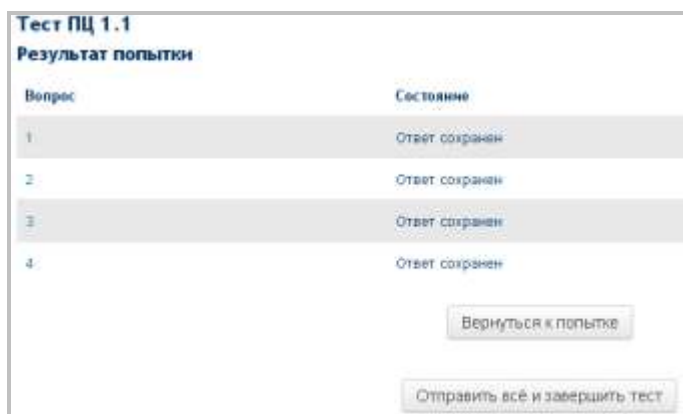 Тест ПЦ 1.1
Результат попытки
Вопрос Состояние
1 Ответ сохранен
2 Ответ сохранен
3 Ответ сохранен
4 Ответ сохранен
Вернуться к попытке
Отправить всё и завершить тест